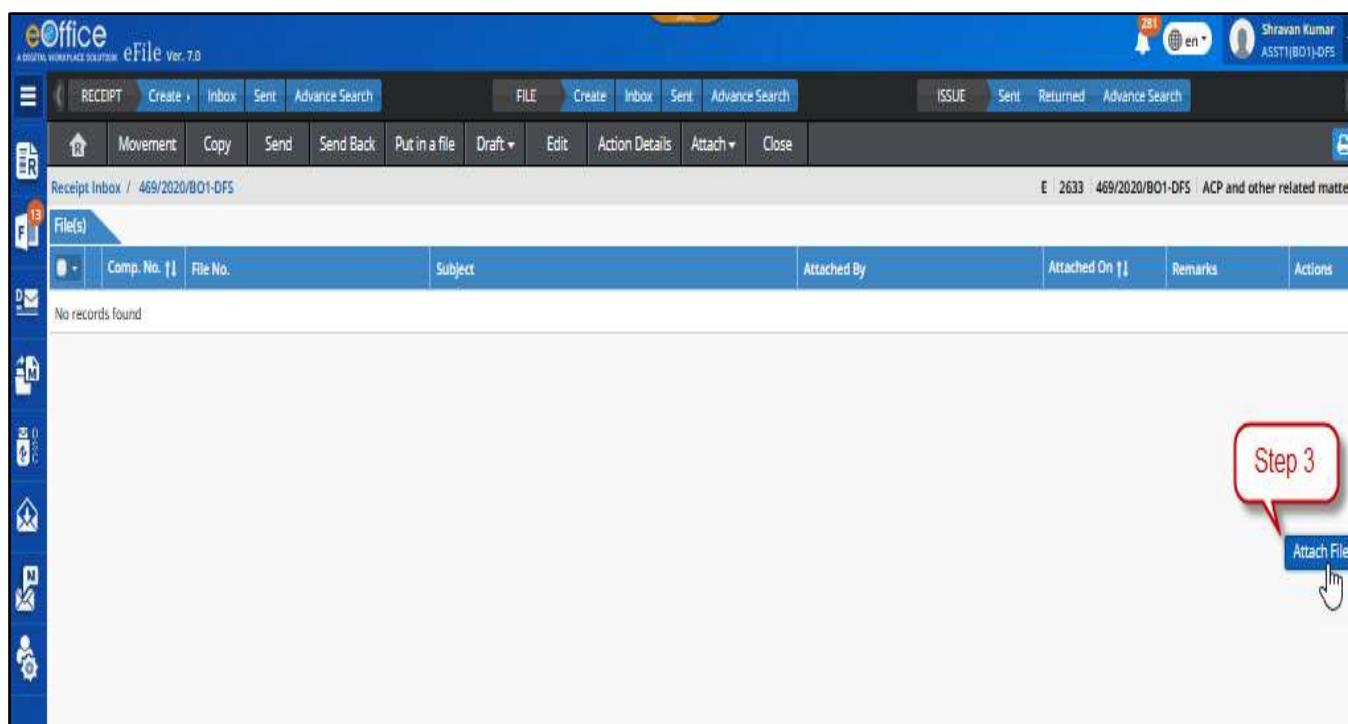 eOffice
A DIGITAL WORKPLACE SOLUTION eFile Ver. 7.0
281
en
Shravan Kumar
ASST1(BO1)-DFS
RECEIPT Create Inbox Sent Advance Search FILE Create Inbox Sent Advance Search ISSUE Sent Returned Advance Search
R Movement Copy Send Send Back Put in a file Draft Edit Action Details Attach Close
Receipt Inbox / 469/2020/BO1-DFS E 2633 469/2020/BO1-DFS ACP and other related matte
File(s)
Comp. No. File No. Subject Attached By Attached On Remarks Actions
No records found
R
13
F
D
M
N
Step 3
Attach File